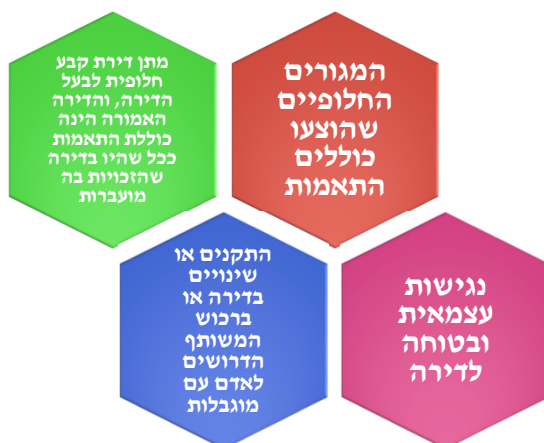 המגורים
החלופיים
שהוצעו
כוללים
התאמות
מתן דירת קבע
חלופית לבעל
הדירה, והדירה
האמורה הינה
כוללת התאמות
ככל שהיו בדירה
שהזכויות בה
מועברות
נגישות
עצמאית
ובטוחה
לדירה
התקנים או
שינויים
בדירה או
ברכוש
המשותף
הדרושים
לאדם עם
מוגבלות